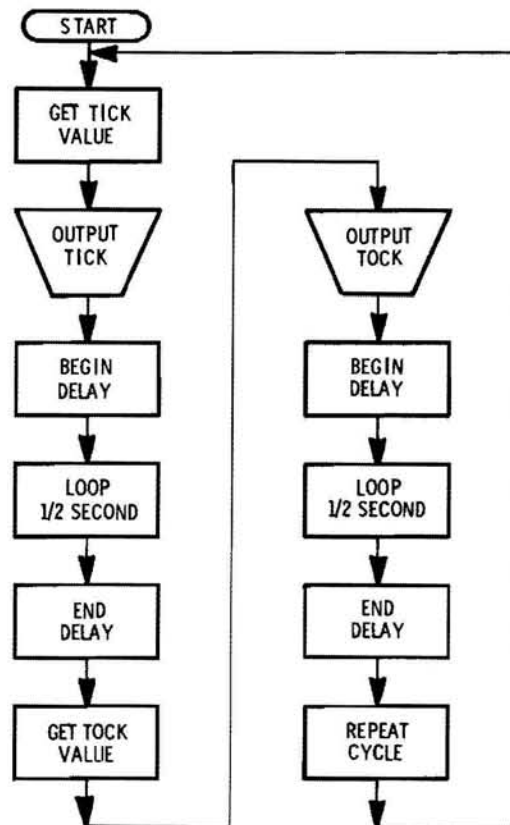 START
GET TICK
VALUE
OUTPUT
TICK
BEGIN
DELAY
LOOP
1/2 SECOND
END
DELAY
GET TOCK
VALUE
OUTPUT
TOCK
BEGIN
DELAY
LOOP
1/2 SECOND
END
DELAY
REPEAT
CYCLE